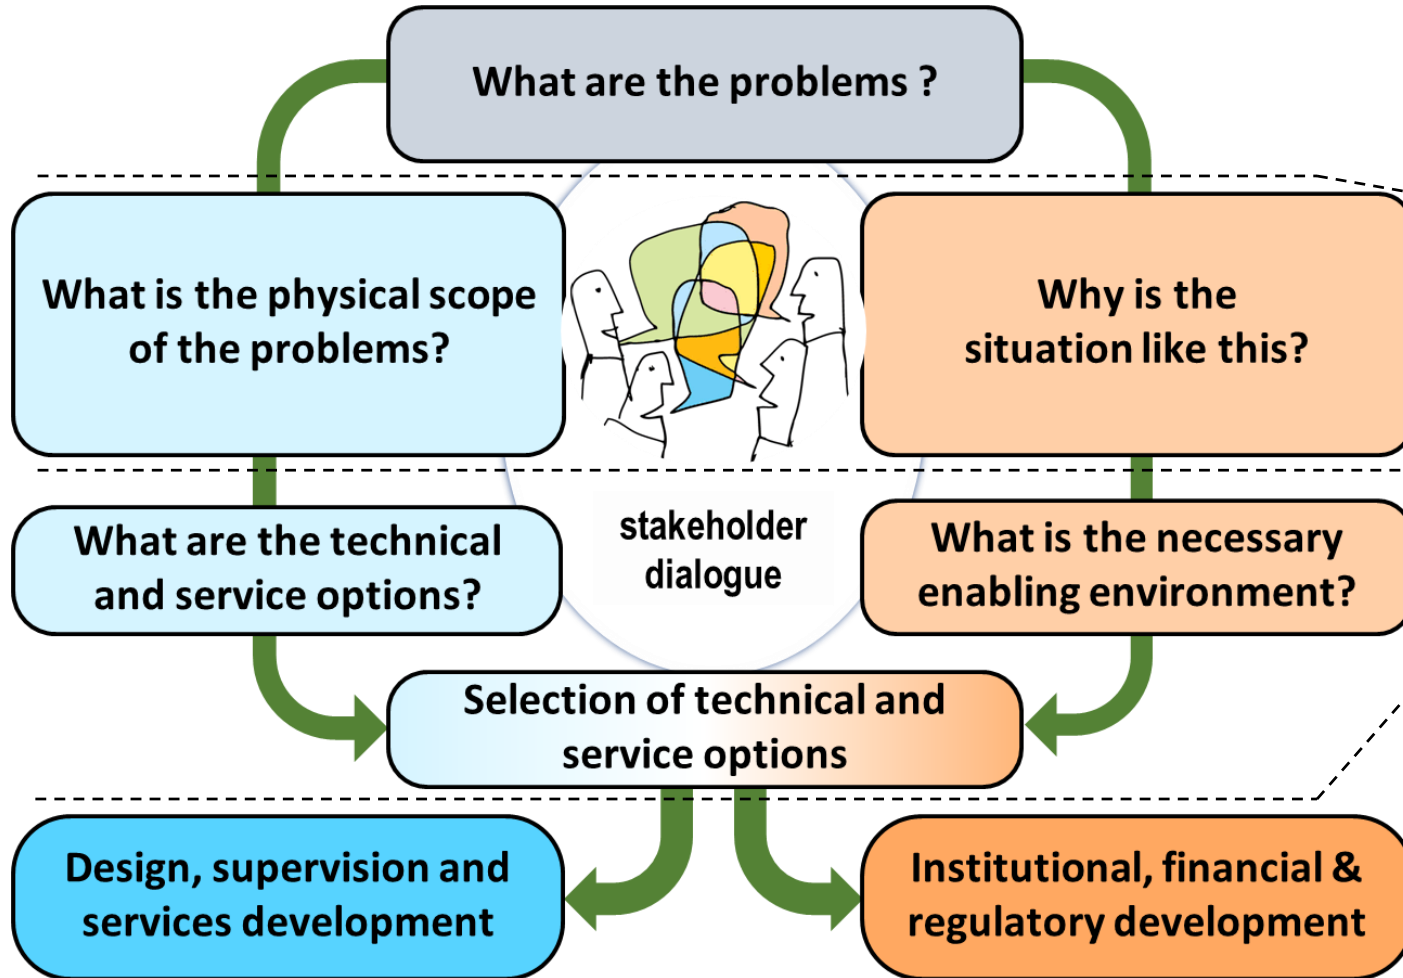 What are the problems ?
What is the physical scope
of the problems?
Why is the
situation like this?
stakeholder
dialogue
What are the technical
and service options?
What is the necessary
enabling environment?
Selection of technical and
service options
Design, supervision and
services development
Institutional, financial &
regulatory development